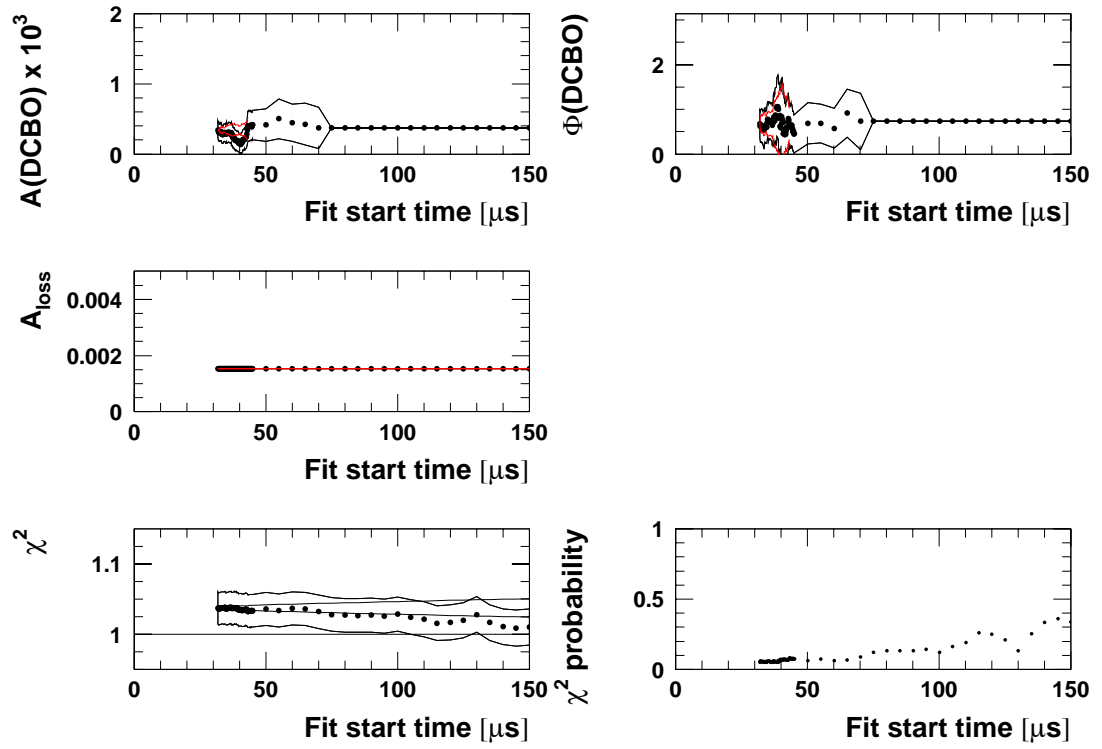 A(DCBO) x 10³
2
1
0
0 50 100 150
Fit start time [μs]
Φ(DCBO)
2
0
0 50 100 150
Fit start time [μs]
A_loss
0.004
0.002
0
0 50 100 150
Fit start time [μs]
χ²
1.1
1
0 50 100 150
Fit start time [μs]
χ² probability
1
0.5
0
0 50 100 150
Fit start time [μs]